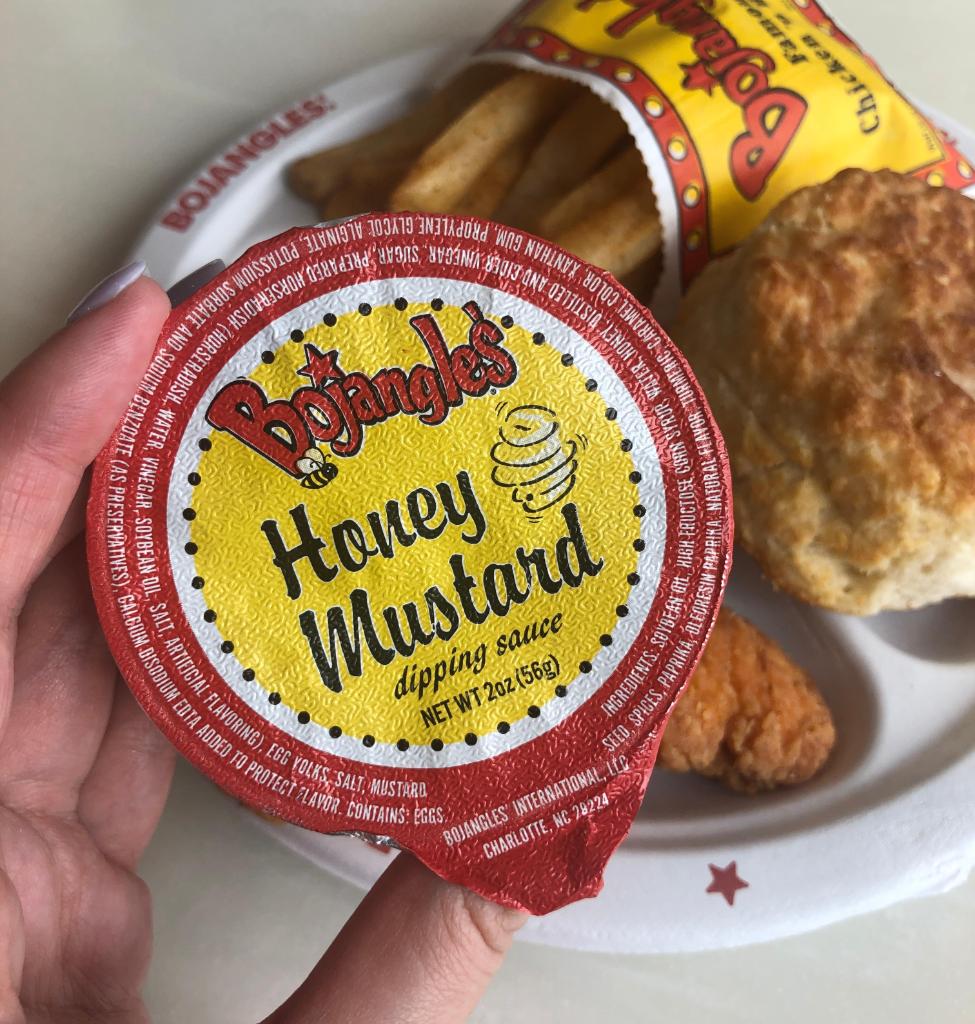 BOJANGLES'
Bojangles
Famous
Chicken 'n
Bojangles'
Honey
Mustard
dipping sauce
NET WT 2oz (56g)
INGREDIENTS: SOYBEAN OIL, HIGH FRUCTOSE CORN SYRUP, WATER, HONEY, DISTILLED AND CIDER VINEGAR, SUGAR, PREPARED HORSERADISH (HORSERADISH, WATER, VINEGAR, SOYBEAN OIL, SALT, ARTIFICIAL FLAVORING), EGG YOLKS, SALT, MUSTARD
SEED, SPICES, PAPRIKA, OLEORESIN PAPRIKA, NATURAL FLAVOR, TURMERIC, CARAMEL COLOR, XANTHAN GUM, PROPYLENE GLYCOL ALGINATE, POTASSIUM SORBATE AND SODIUM BENZOATE (AS PRESERVATIVES), CALCIUM DISODIUM EDTA ADDED TO PROTECT FLAVOR. CONTAINS: EGGS.
BOJANGLES' INTERNATIONAL, LLC
CHARLOTTE, NC 28224